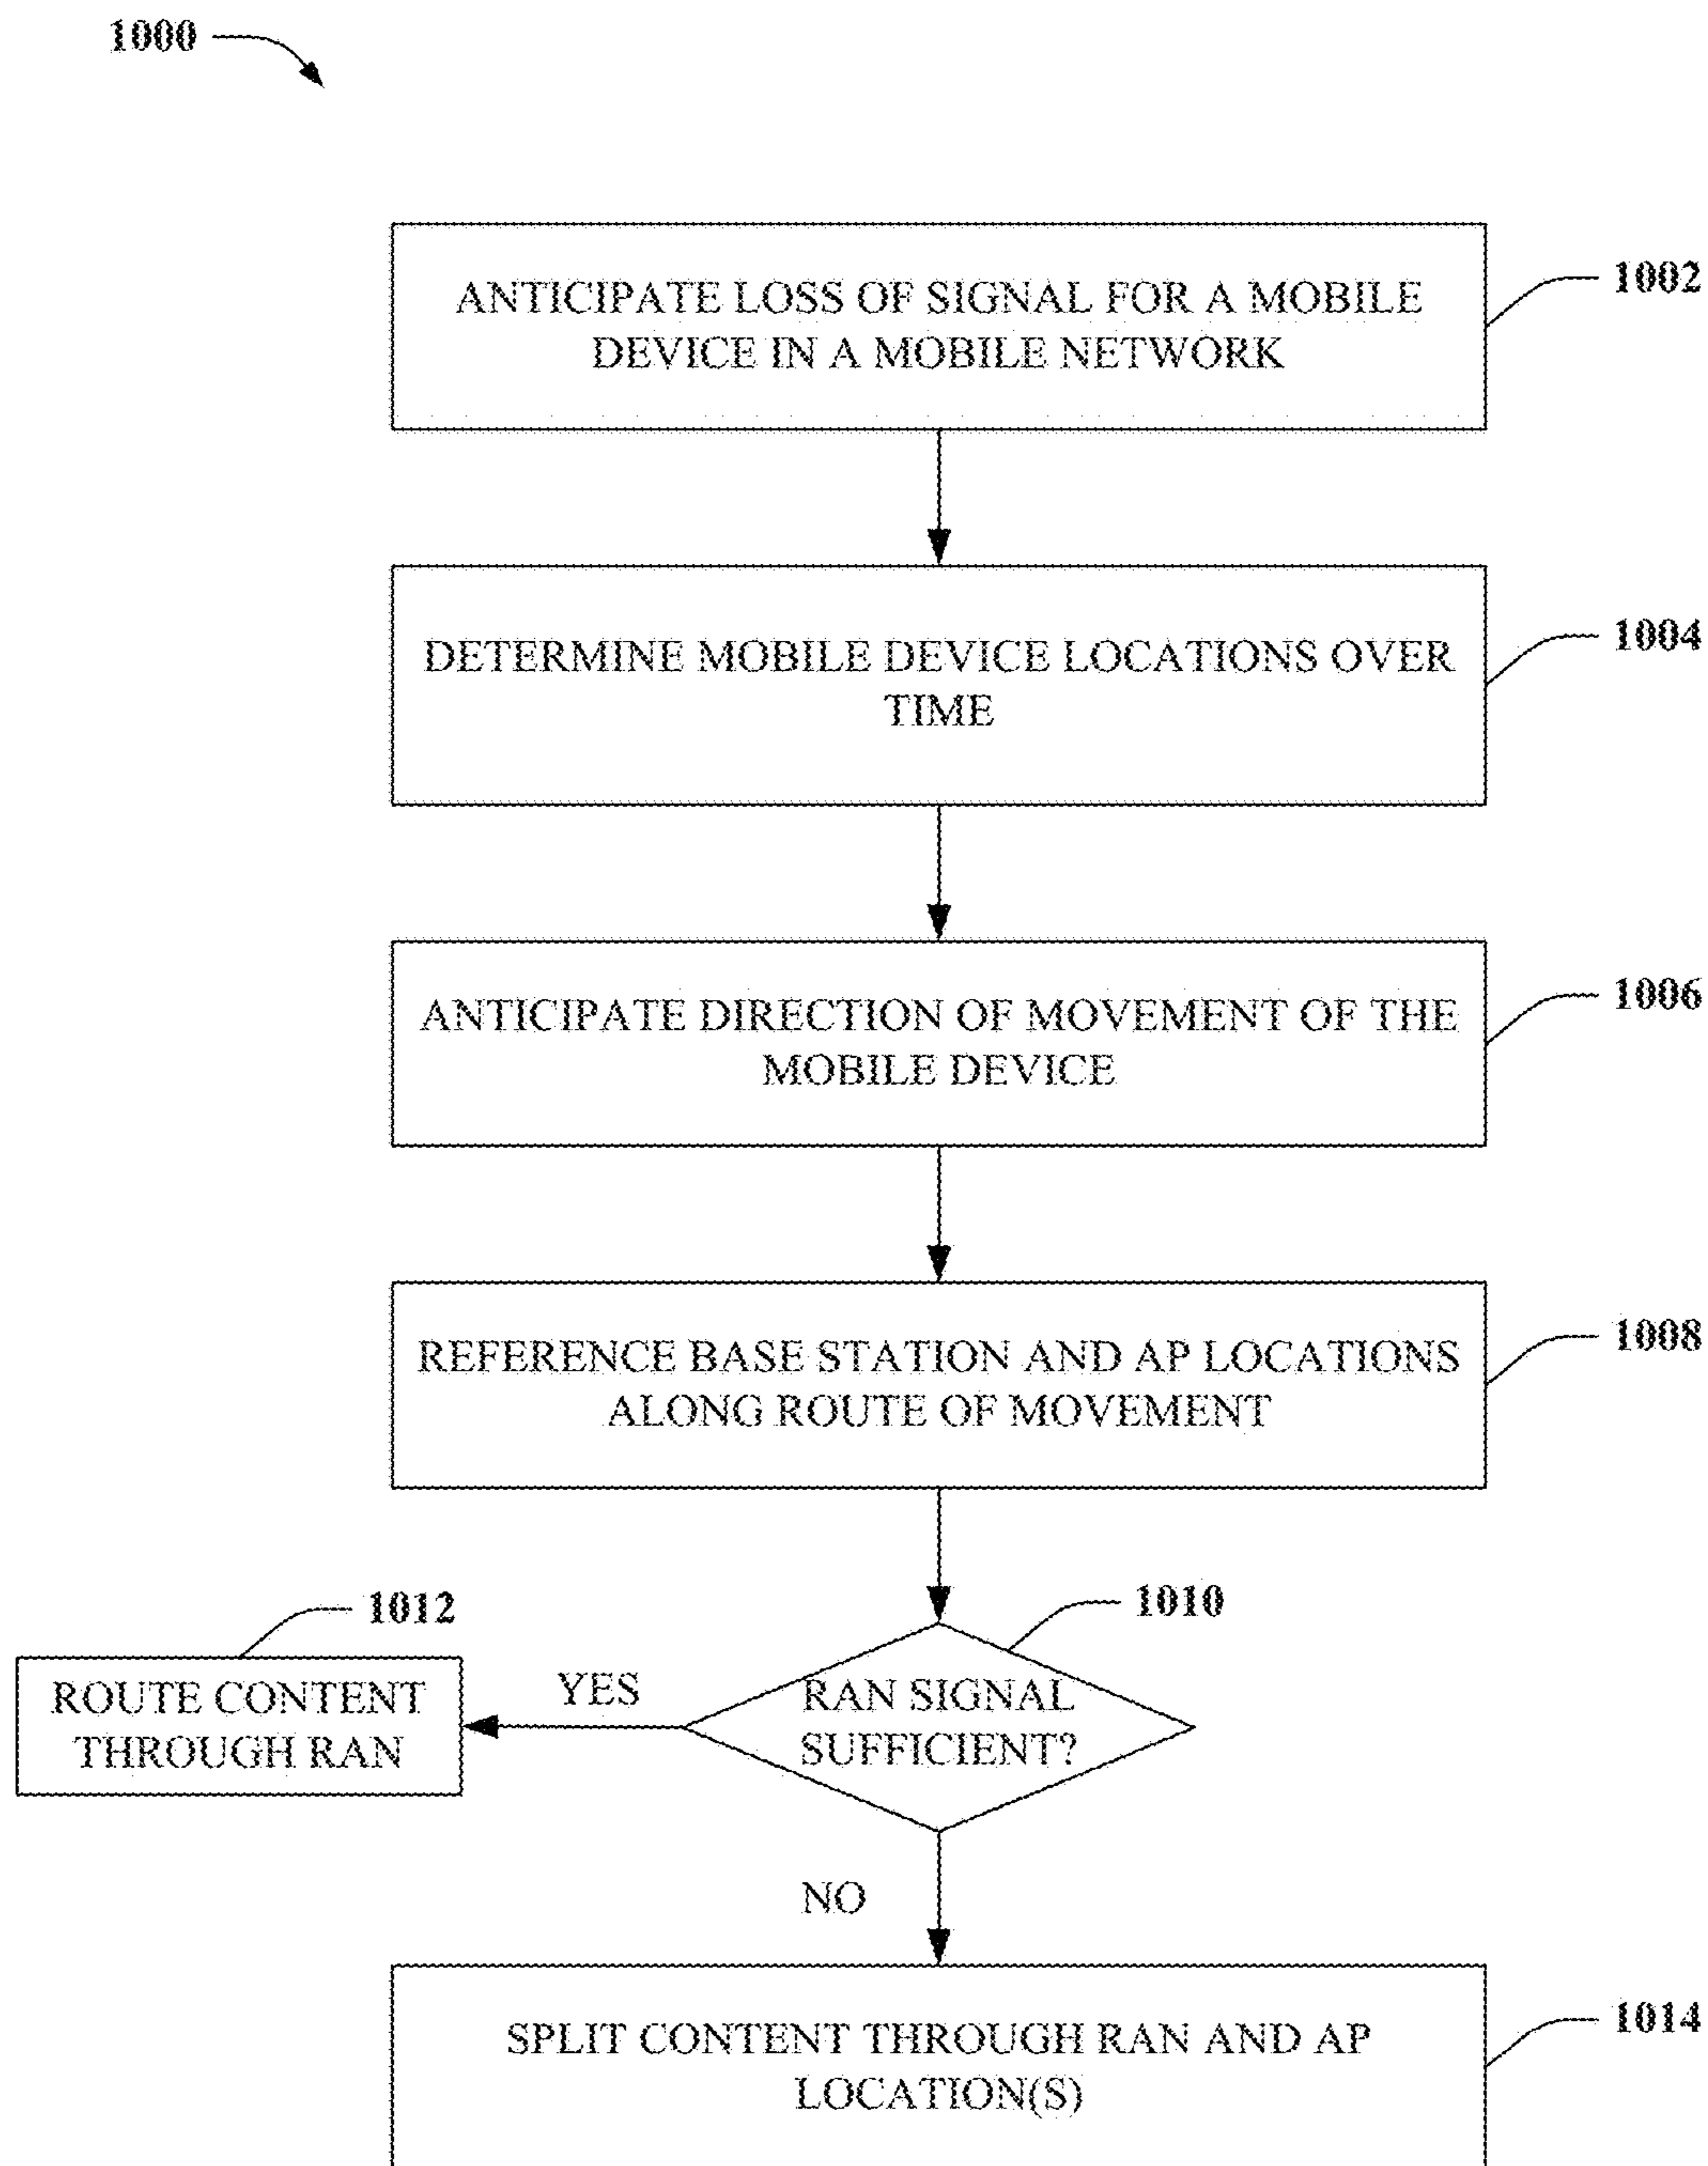 1000
ANTICIPATE LOSS OF SIGNAL FOR A MOBILE
DEVICE IN A MOBILE NETWORK
1002
DETERMINE MOBILE DEVICE LOCATIONS OVER
TIME
1004
ANTICIPATE DIRECTION OF MOVEMENT OF THE
MOBILE DEVICE
1006
REFERENCE BASE STATION AND AP LOCATIONS
ALONG ROUTE OF MOVEMENT
1008
1010
RAN SIGNAL
SUFFICIENT?
YES
1012
ROUTE CONTENT
THROUGH RAN
NO
SPLIT CONTENT THROUGH RAN AND AP
LOCATION(S)
1014